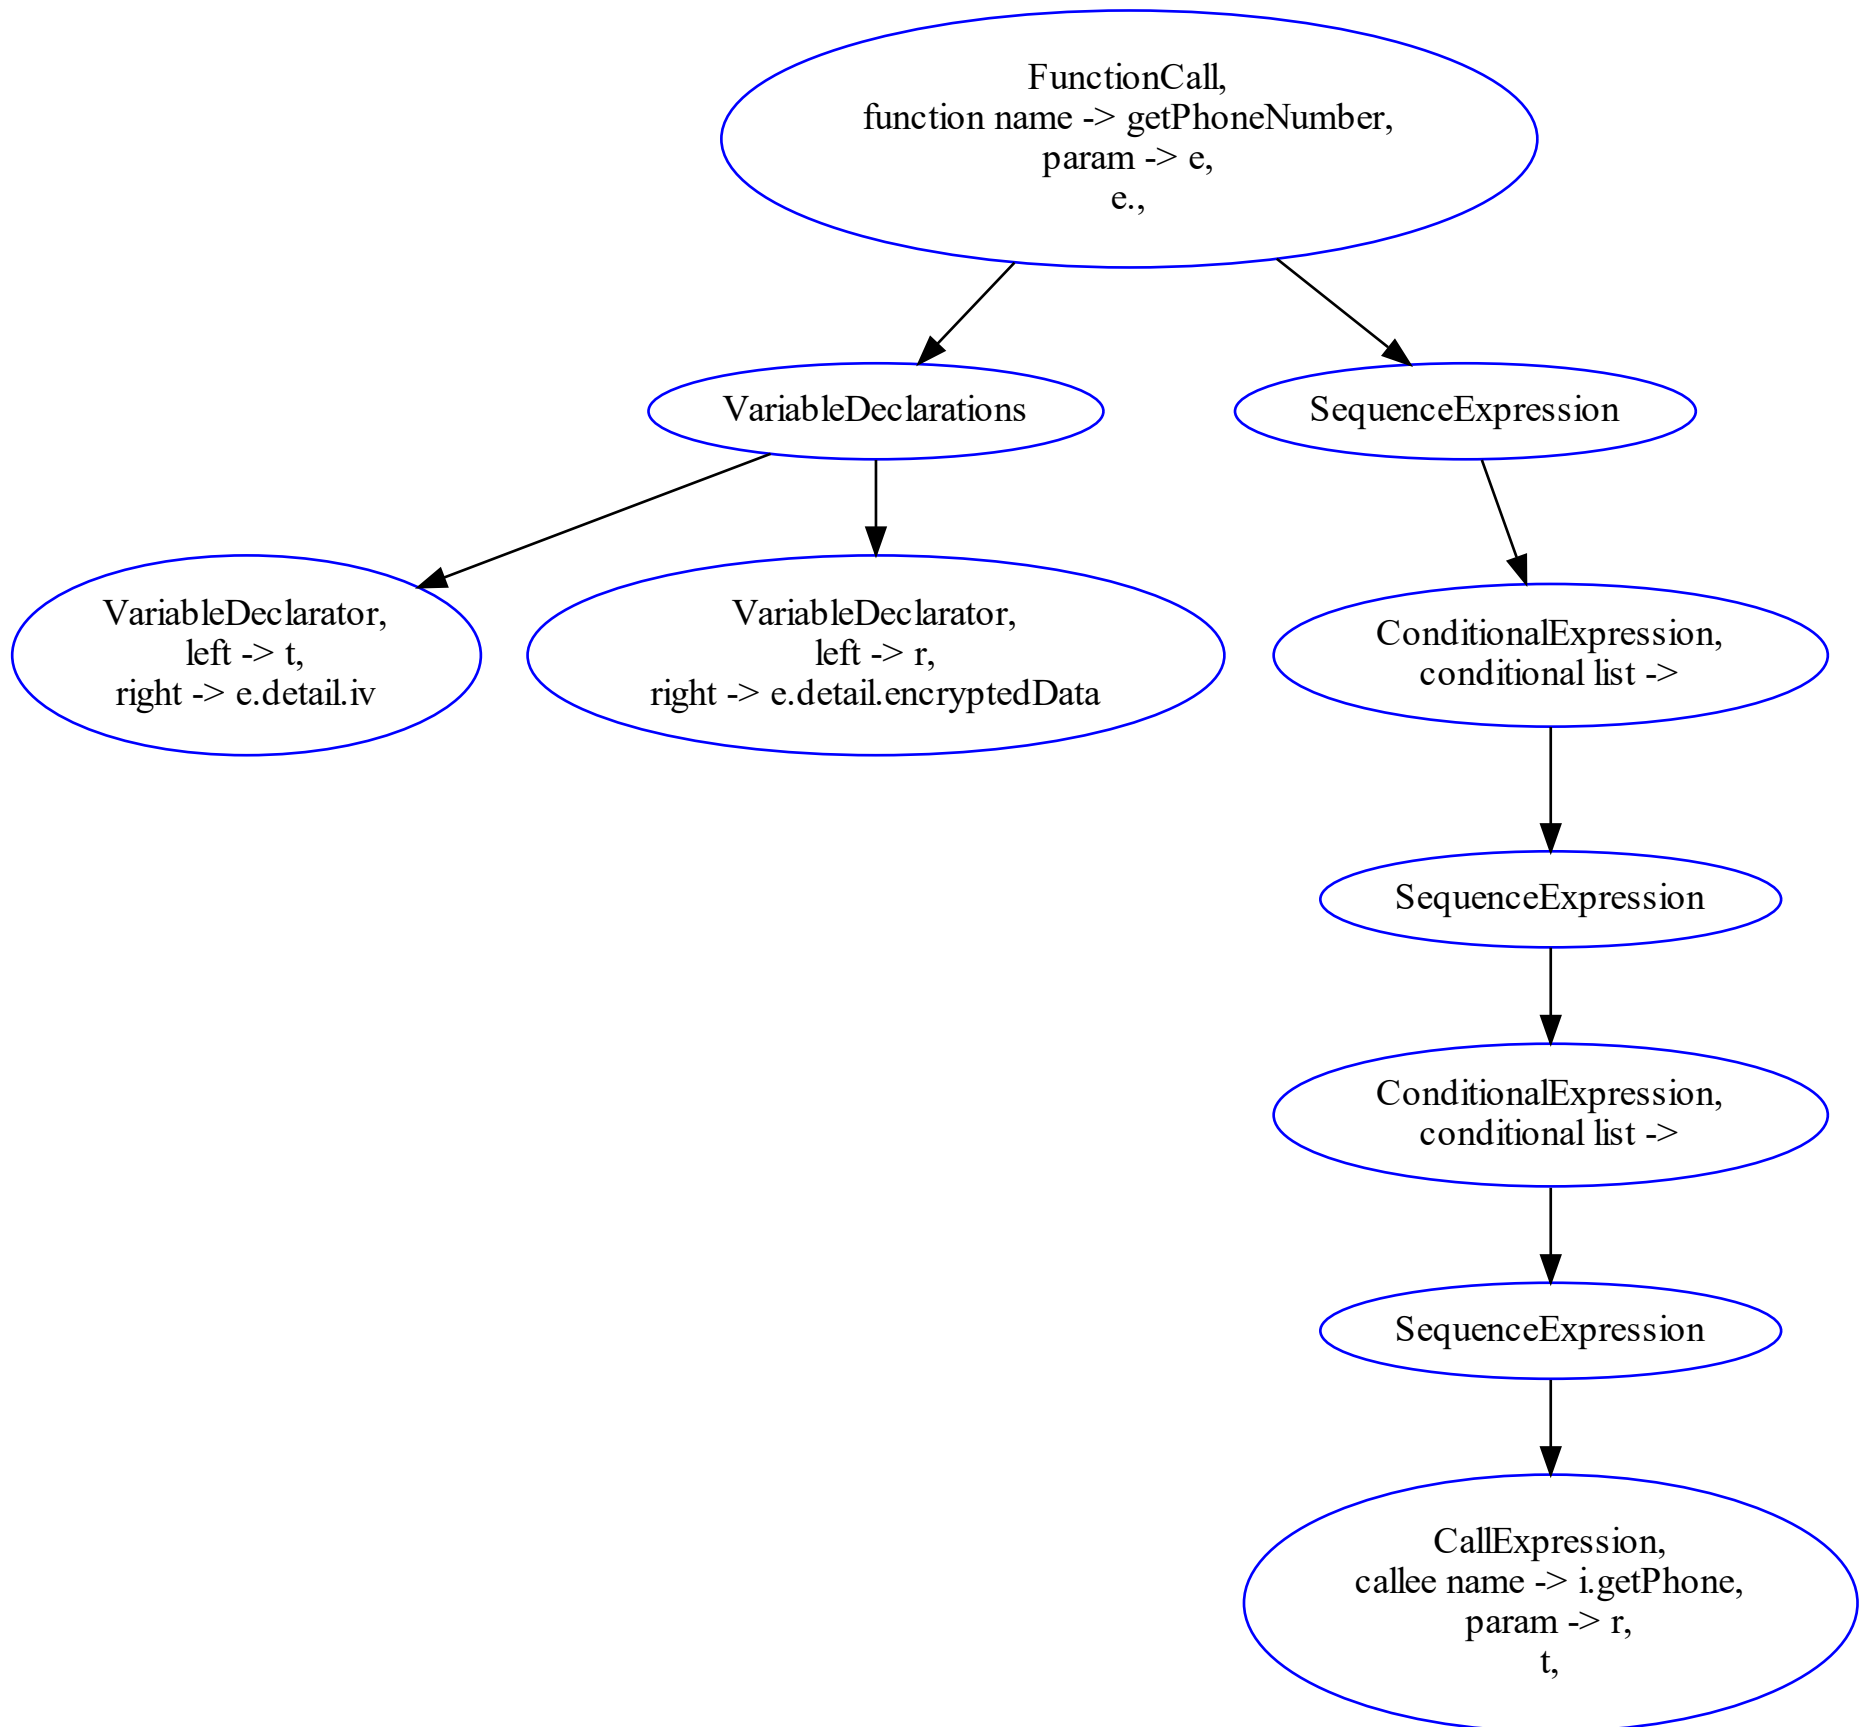 FunctionCall,
function name -> getPhoneNumber,
param -> e,
e.,
VariableDeclarations
SequenceExpression
VariableDeclarator,
left -> t,
right -> e.detail.iv
VariableDeclarator,
left -> r,
right -> e.detail.encryptedData
ConditionalExpression,
conditional list ->
SequenceExpression
ConditionalExpression,
conditional list ->
SequenceExpression
CallExpression,
callee name -> i.getPhone,
param -> r,
t,